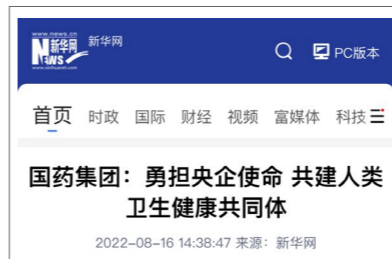 www.news.cn
新华网
NEWS
www.xinhuanet.com
新华网
PC版本
首页 时政 国际 财经 视频 富媒体 科技
国药集团：勇担央企使命 共建人类
卫生健康共同体
2022-08-16 14:38:47 来源：新华网